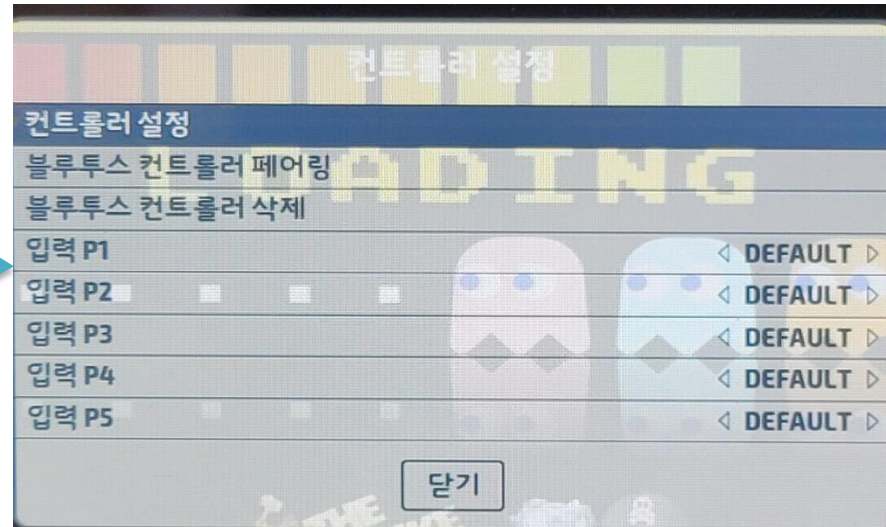 컨트롤러 설정
컨트롤러 설정
블루투스 컨트롤러 페어링
LOADING
블루투스 컨트롤러 삭제
입력 P1 ◁ DEFAULT ▷
입력 P2 ◁ DEFAULT ▷
입력 P3 ◁ DEFAULT ▷
입력 P4 ◁ DEFAULT ▷
입력 P5 ◁ DEFAULT ▷
닫기
THE